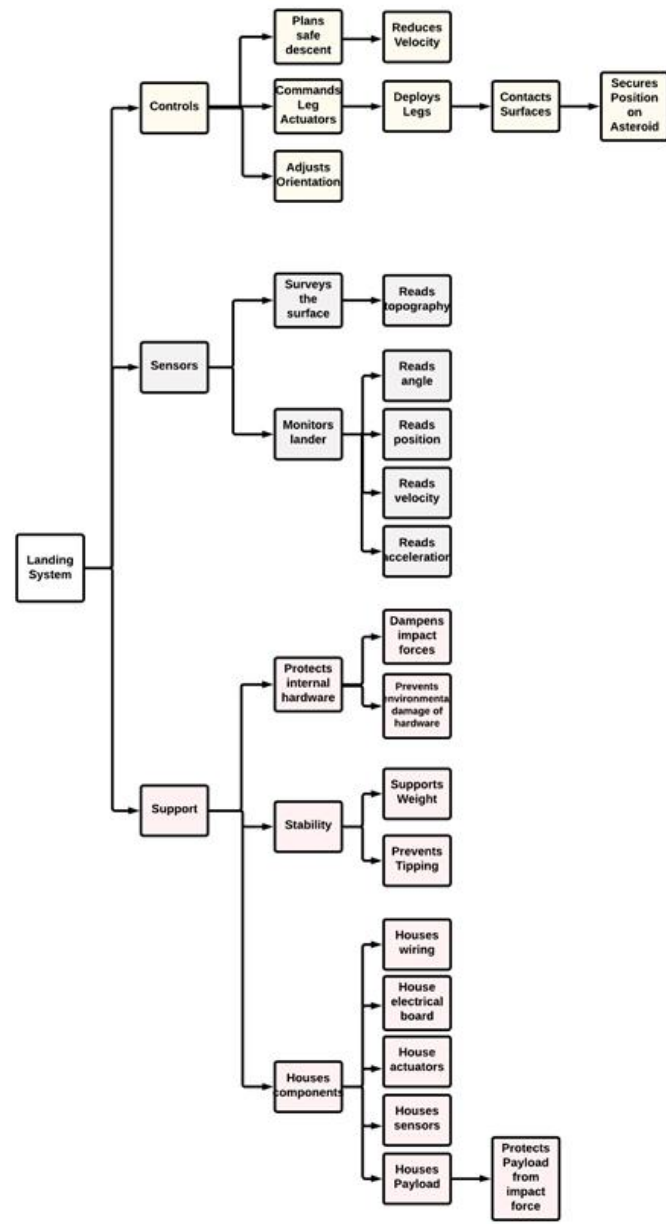 Plans
safe
descent
Reduces
Velocity
Controls
Commands
Leg
Actuators
Deploys
Legs
Contacts
Surfaces
Secures
Position
on
Asteroid
Adjusts
Orientation
Surveys
the
surface
Reads
topography
Sensors
Reads
angle
Monitors
lander
Reads
position
Reads
velocity
Reads
acceleration
Landing
System
Dampens
impact
forces
Protects
internal
hardware
Prevents
environmental
damage of
hardware
Support
Supports
Weight
Stability
Prevents
Tipping
Houses
wiring
House
electrical
board
House
actuators
Houses
components
Houses
sensors
Houses
Payload
Protects
Payload
from
impact
force